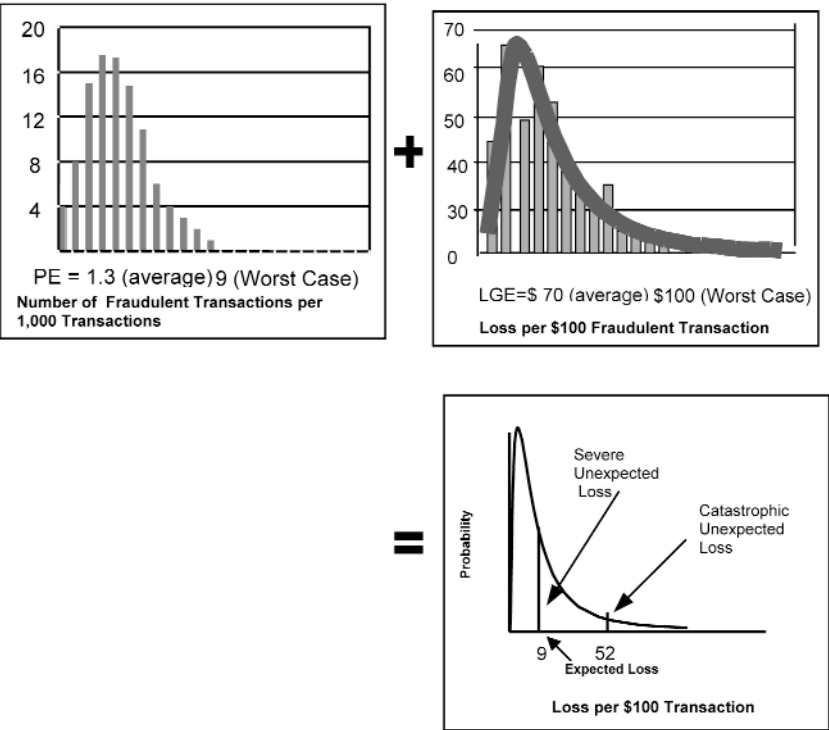 20
16
12
8
4
PE = 1.3 (average) 9 (Worst Case)
Number of Fraudulent Transactions per
1,000 Transactions
+
70
60
50
40
30
0
LGE=$ 70 (average) $100 (Worst Case)
Loss per $100 Fraudulent Transaction
=
Probability
Severe
Unexpected
Loss
Catastrophic
Unexpected
Loss
9
52
Expected Loss
Loss per $100 Transaction